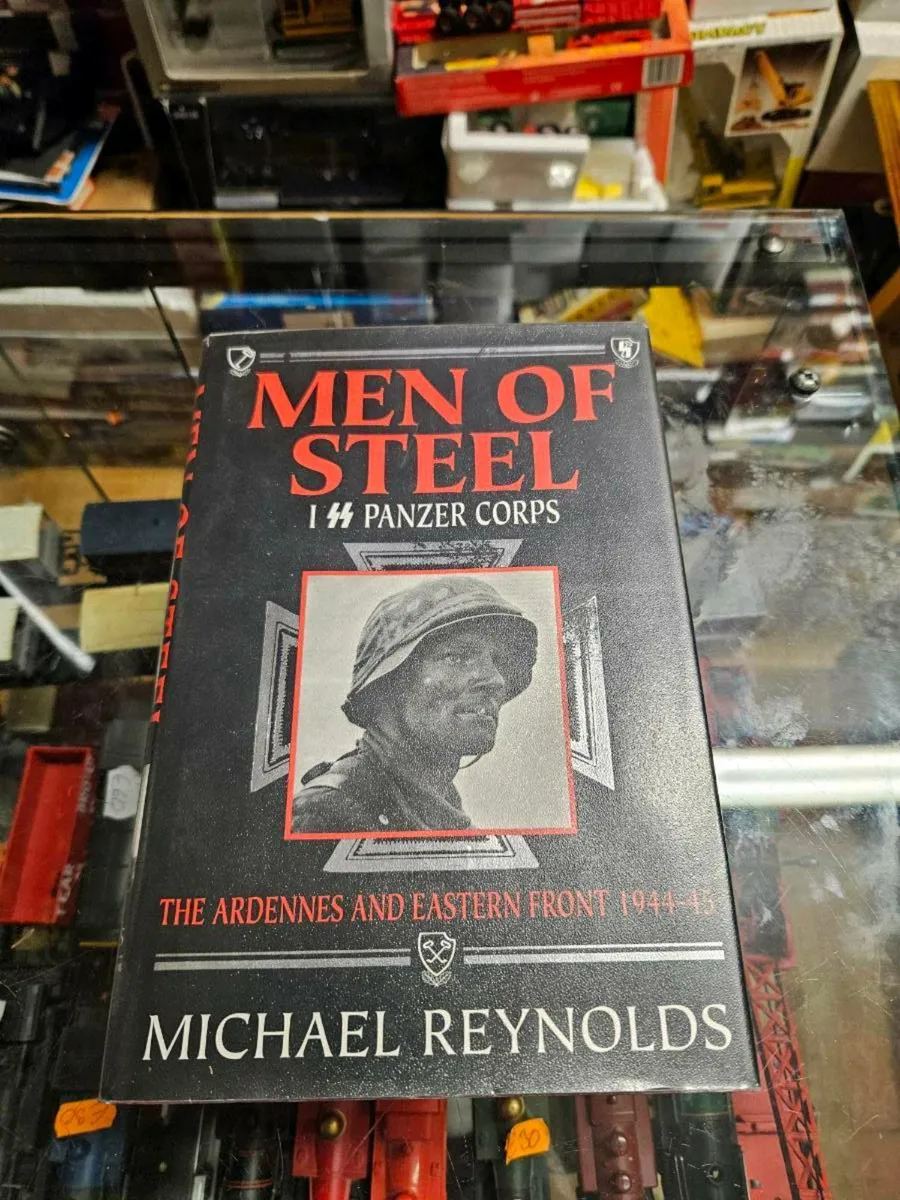 MEN OF
STEEL
I SS PANZER CORPS
THE ARDENNES AND EASTERN FRONT 1944-45
MICHAEL REYNOLDS